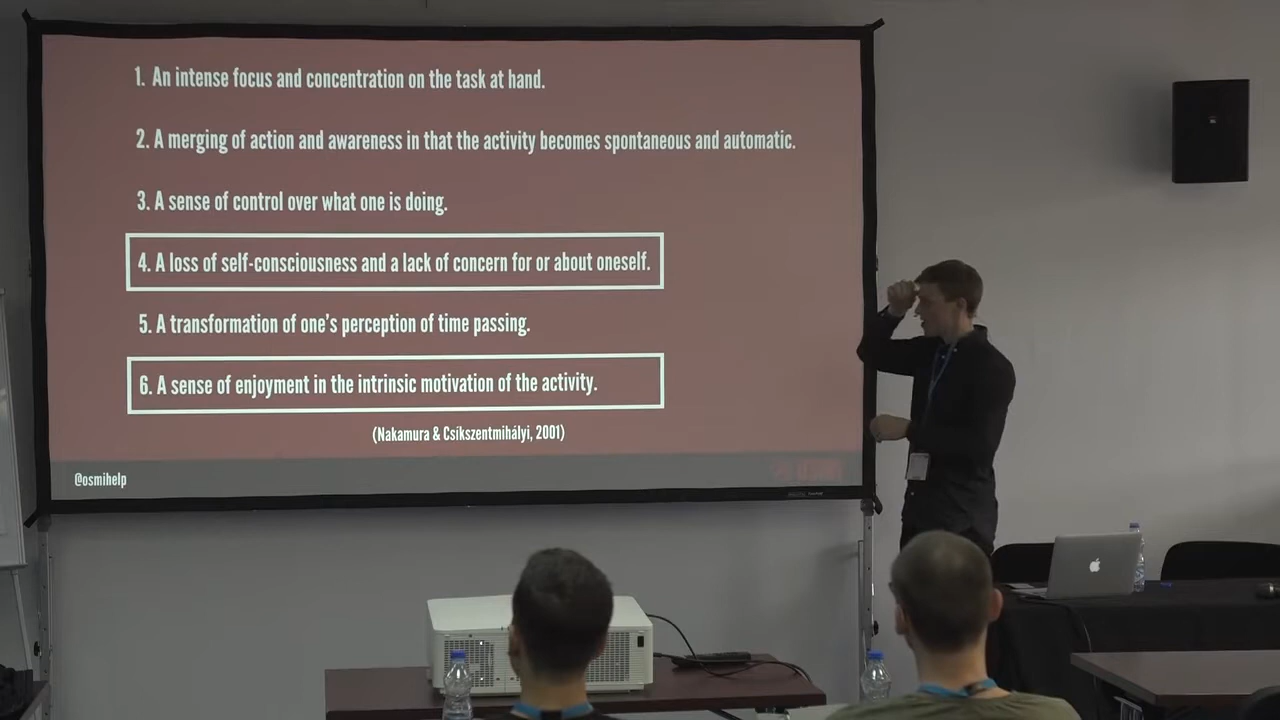 1. An intense focus and concentration on the task at hand.
2. A merging of action and awareness in that the activity becomes spontaneous and automatic.
3. A sense of control over what one is doing.
4. A loss of self-consciousness and a lack of concern for or about oneself.
5. A transformation of one's perception of time passing.
6. A sense of enjoyment in the intrinsic motivation of the activity.
(Nakamura & Csíkszentmihályi, 2001)
@osmihelp